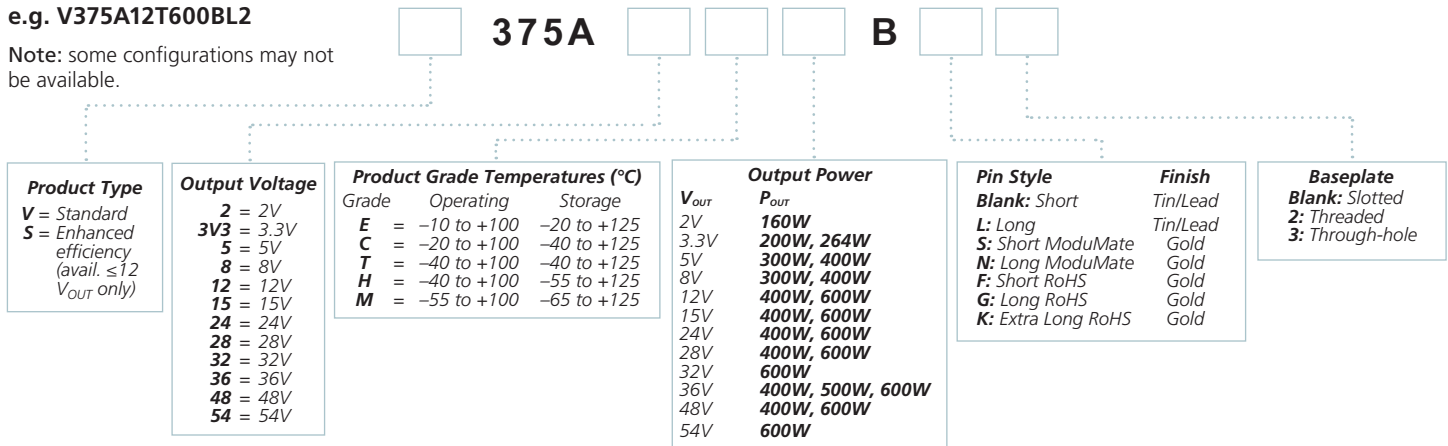 e.g. V375A12T600BL2
Note: some configurations may not
be available.
375A B
Product Type
V = Standard
S = Enhanced
efficiency
(avail. ≤12
VOUT only)
Output Voltage
2 = 2V
3V3 = 3.3V
5 = 5V
8 = 8V
12 = 12V
15 = 15V
24 = 24V
28 = 28V
32 = 32V
36 = 36V
48 = 48V
54 = 54V
Product Grade Temperatures (°C)
Grade Operating Storage
E = –10 to +100 –20 to +125
C = –20 to +100 –40 to +125
T = –40 to +100 –40 to +125
H = –40 to +100 –55 to +125
M = –55 to +100 –65 to +125
Output Power
VOUT POUT
2V 160W
3.3V 200W, 264W
5V 300W, 400W
8V 300W, 400W
12V 400W, 600W
15V 400W, 600W
24V 400W, 600W
28V 400W, 600W
32V 600W
36V 400W, 500W, 600W
48V 400W, 600W
54V 600W
Pin Style Finish
Blank: Short Tin/Lead
L: Long Tin/Lead
S: Short ModuMate Gold
N: Long ModuMate Gold
F: Short RoHS Gold
G: Long RoHS Gold
K: Extra Long RoHS Gold
Baseplate
Blank: Slotted
2: Threaded
3: Through-hole